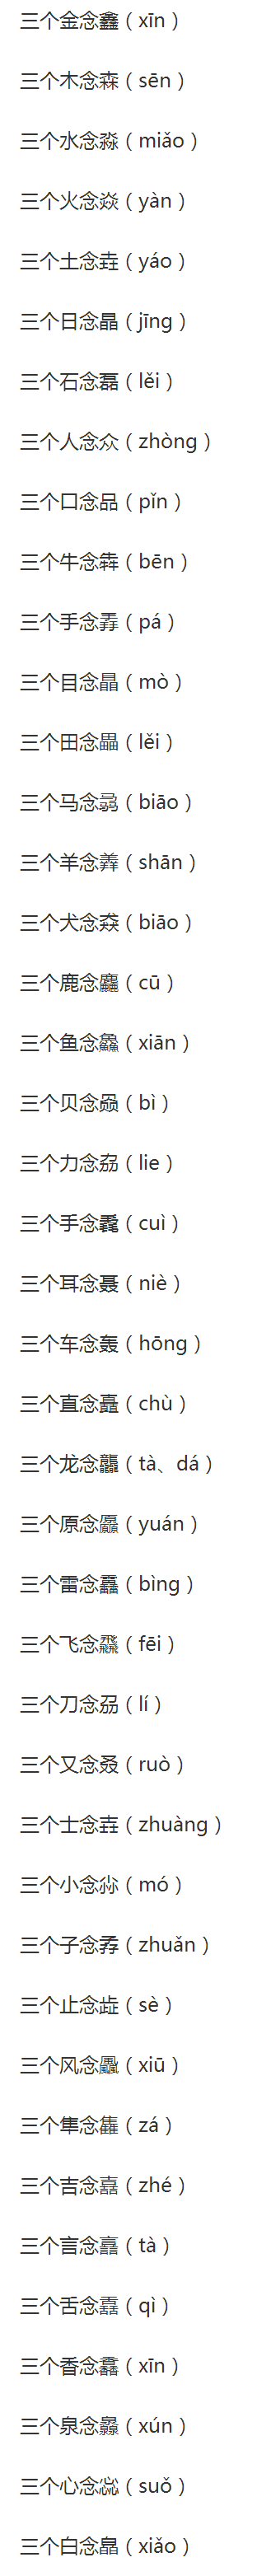 三个金念鑫（xīn）
三个木念森（sēn）
三个水念淼（miǎo）
三个火念焱（yàn）
三个土念垚（yáo）
三个日念晶（jīng）
三个石念磊（lěi）
三个人念众（zhòng）
三个口念品（pǐn）
三个牛念犇（bēn）
三个手念掱（pá）
三个目念瞐（mò）
三个田念畾（lěi）
三个马念骉（biāo）
三个羊念羴（shān）
三个犬念猋（biāo）
三个鹿念麤（cū）
三个鱼念鱻（xiān）
三个贝念赑（bì）
三个力念劦（lie）
三个手念毳（cuì）
三个耳念聂（niè）
三个车念轰（hōng）
三个直念矗（chù）
三个龙念龘（tà、dá）
三个原念厵（yuán）
三个雷念靐（bìng）
三个飞念飝（fēi）
三个刀念刕（lí）
三个又念叒（ruò）
三个士念壵（zhuàng）
三个小念尛（mó）
三个子念孨（zhuǎn）
三个止念歮（sè）
三个风念飍（xiū）
三个隼念雥（zá）
三个吉念嚞（zhé）
三个言念譶（tà）
三个舌念舙（qì）
三个香念馫（xīn）
三个泉念灥（xún）
三个心念惢（suǒ）
三个白念皛（xiǎo）